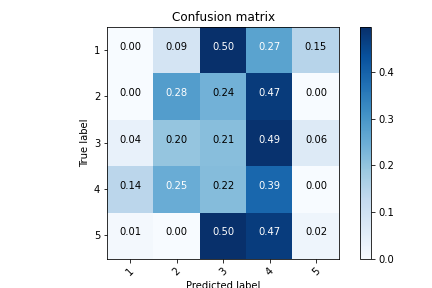 Confusion matrix
1 0.00 0.09 0.50 0.27 0.15
2 0.00 0.28 0.24 0.47 0.00
3 0.04 0.20 0.21 0.49 0.06
4 0.14 0.25 0.22 0.39 0.00
5 0.01 0.00 0.50 0.47 0.02
1 2 3 4 5
True label
Predicted label
0.4
0.3
0.2
0.1
0.0